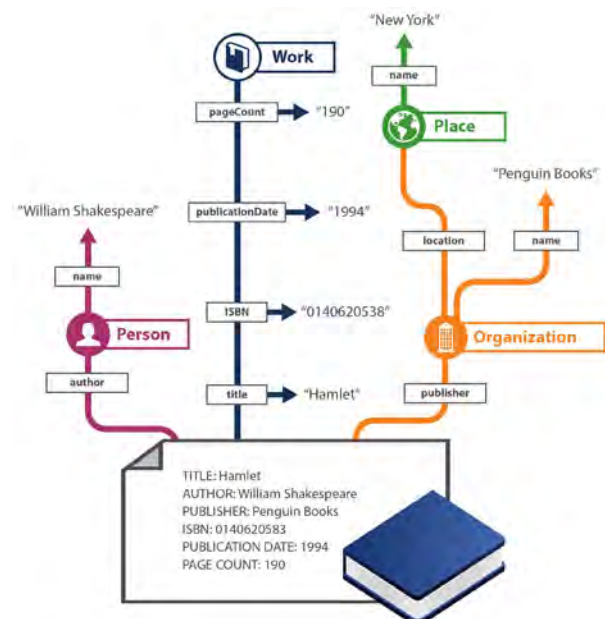 "New York"
Work
name
pageCount
"190"
Place
"Penguin Books"
"William Shakespeare"
publicationDate
"1994"
location
name
name
ISBN
"0140620538"
Person
Organization
author
title
"Hamlet"
publisher
TITLE: Hamlet
AUTHOR: William Shakespeare
PUBLISHER: Penguin Books
ISBN: 0140620583
PUBLICATION DATE: 1994
PAGE COUNT: 190